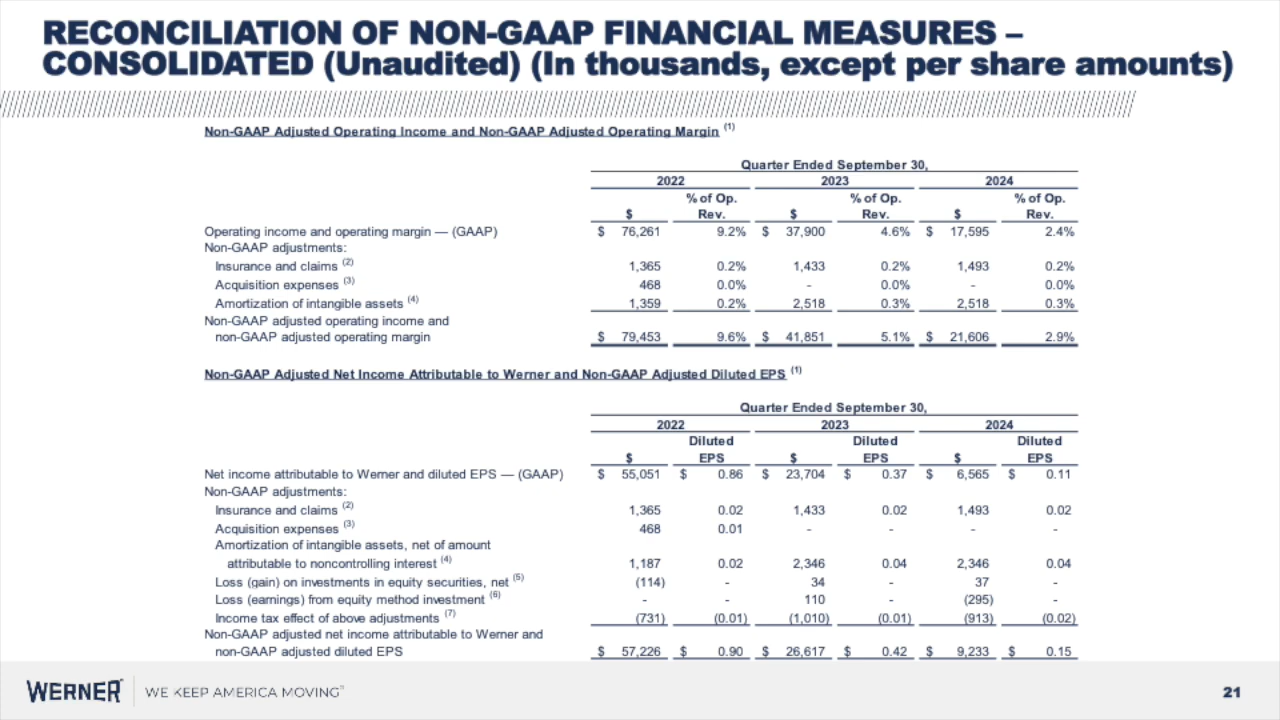 RECONCILIATION OF NON-GAAP FINANCIAL MEASURES –
CONSOLIDATED (Unaudited) (In thousands, except per share amounts)
Non-GAAP Adjusted Operating Income and Non-GAAP Adjusted Operating Margin (1)
Quarter Ended September 30,
2022 2023 2024
% of Op. % of Op. % of Op.
$ Rev. $ Rev. $ Rev.
Operating income and operating margin — (GAAP) $ 76,261 9.2% $ 37,900 4.6% $ 17,595 2.4%
Non-GAAP adjustments:
Insurance and claims (2) 1,365 0.2% 1,433 0.2% 1,493 0.2%
Acquisition expenses (3) 468 0.0% - 0.0% - 0.0%
Amortization of intangible assets (4) 1,359 0.2% 2,518 0.3% 2,518 0.3%
Non-GAAP adjusted operating income and
non-GAAP adjusted operating margin $ 79,453 9.6% $ 41,851 5.1% $ 21,606 2.9%
Non-GAAP Adjusted Net Income Attributable to Werner and Non-GAAP Adjusted Diluted EPS (1)
Quarter Ended September 30,
2022 2023 2024
Diluted Diluted Diluted
$ EPS $ EPS $ EPS
Net income attributable to Werner and diluted EPS — (GAAP) $ 55,051 $ 0.86 $ 23,704 $ 0.37 $ 6,565 $ 0.11
Non-GAAP adjustments:
Insurance and claims (2) 1,365 0.02 1,433 0.02 1,493 0.02
Acquisition expenses (3) 468 0.01 - - - -
Amortization of intangible assets, net of amount
attributable to noncontrolling interest (4) 1,187 0.02 2,346 0.04 2,346 0.04
Loss (gain) on investments in equity securities, net (5) (114) - 34 - 37 -
Loss (earnings) from equity method investment (6) - - 110 - (295) -
Income tax effect of above adjustments (7) (731) (0.01) (1,010) (0.01) (913) (0.02)
Non-GAAP adjusted net income attributable to Werner and
non-GAAP adjusted diluted EPS $ 57,226 $ 0.90 $ 26,617 $ 0.42 $ 9,233 $ 0.15
WERNER WE KEEP AMERICA MOVING 21